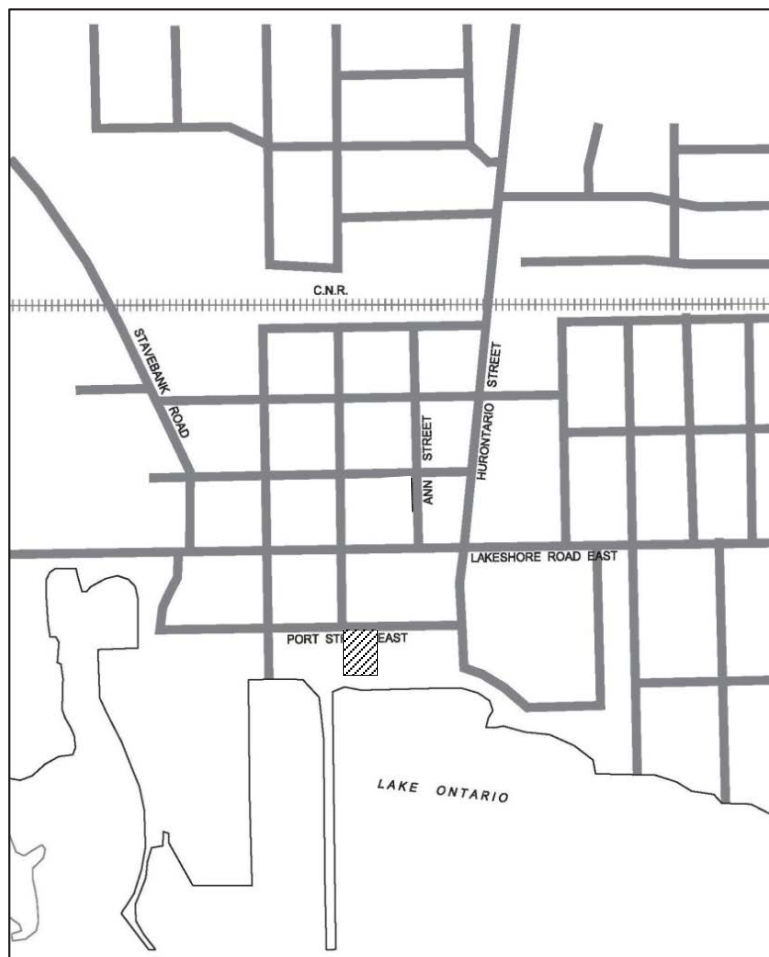 C.N.R.
STAVEBANK ROAD
ANN STREET
HURONTARIO STREET
LAKESHORE ROAD EAST
PORT ST EAST
LAKE ONTARIO